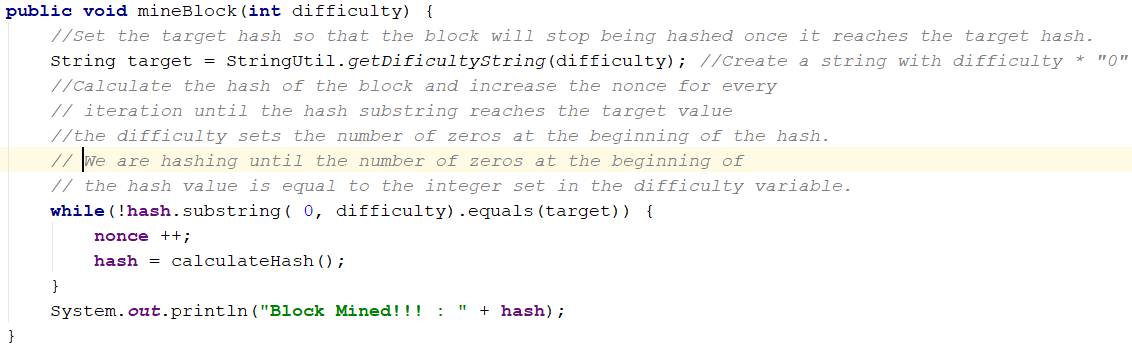 public void mineBlock(int difficulty) {
//Set the target hash so that the block will stop being hashed once it reaches the target hash.
String target = StringUtil.getDificultyString(difficulty); //Create a string with difficulty * "0"
//Calculate the hash of the block and increase the nonce for every
// iteration until the hash substring reaches the target value
//the difficulty sets the number of zeros at the beginning of the hash.
// We are hashing until the number of zeros at the beginning of
// the hash value is equal to the integer set in the difficulty variable.
while(!hash.substring( 0, difficulty).equals(target)) {
nonce ++;
hash = calculateHash();
}
System.out.println("Block Mined!!! : " + hash);
}